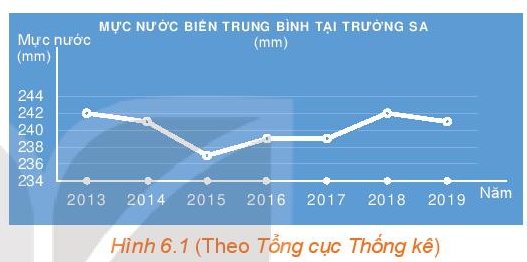 MỰC NƯỚC BIỂN TRUNG BÌNH TẠI TRƯỜNG SA
(mm)
Mực nước
(mm)
244
242
240
238
236
234
2013 2014 2015 2016 2017 2018 2019 Năm
Hình 6.1 (Theo Tổng cục Thống kê)